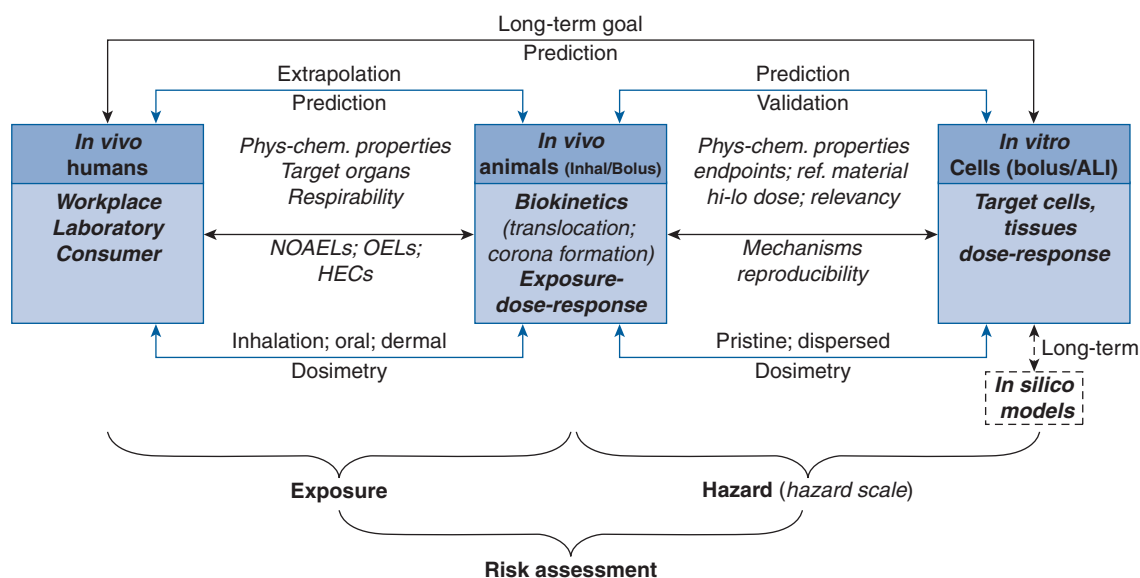 Long-term goal
Prediction
Extrapolation
Prediction
Prediction
Validation
In vivo
humans
Workplace
Laboratory
Consumer
Phys-chem. properties
Target organs
Respirability
NOAELs; OELs;
HECs
In vivo
animals (Inhal/Bolus)
Biokinetics
(translocation;
corona formation)
Exposure-
dose-response
Phys-chem. properties
endpoints; ref. material
hi-lo dose; relevancy
Mechanisms
reproducibility
In vitro
Cells (bolus/ALI)
Target cells,
tissues
dose-response
Inhalation; oral; dermal
Dosimetry
Pristine; dispersed
Dosimetry
Long-term
In silico
models
Exposure
Hazard (hazard scale)
Risk assessment